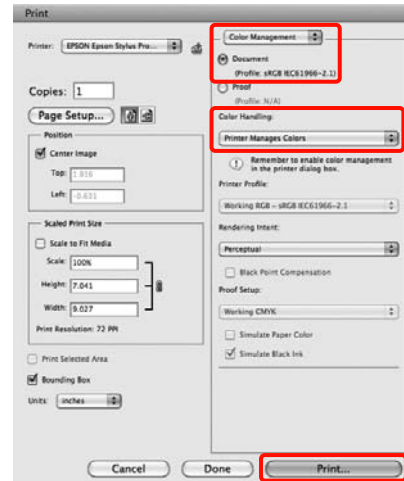 Print
Printer: EPSON Epson Stylus Pro...
Copies: 1
Page Setup...
Position
Center Image
Top: 1.916
Left: -0.631
Scaled Print Size
Scale to Fit Media
Scale: 100%
Height: 7.041
Width: 9.027
Print Resolution: 72 PPI
Print Selected Area
Bounding Box
Units: inches
Color Management
Document
(Profile: sRGB IEC61966-2.1)
Proof
(Profile: N/A)
Color Handling:
Printer Manages Colors
Remember to enable color management
in the printer dialog box.
Printer Profile:
Working RGB - sRGB IEC61966-2.1
Rendering Intent:
Perceptual
Black Point Compensation
Proof Setup:
Working CMYK
Simulate Paper Color
Simulate Black Ink
Cancel
Done
Print...